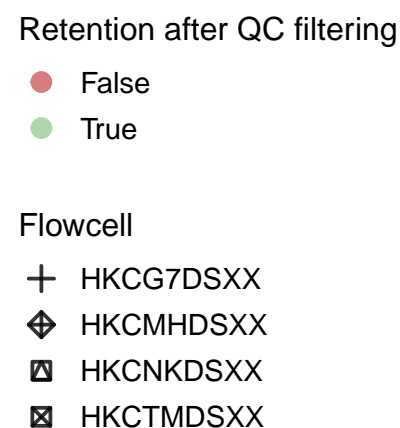 Retention after QC filtering
False
True
Flowcell
HKCG7DSXX
HKCMHDSXX
HKCNKDSXX
HKCTMDSXX